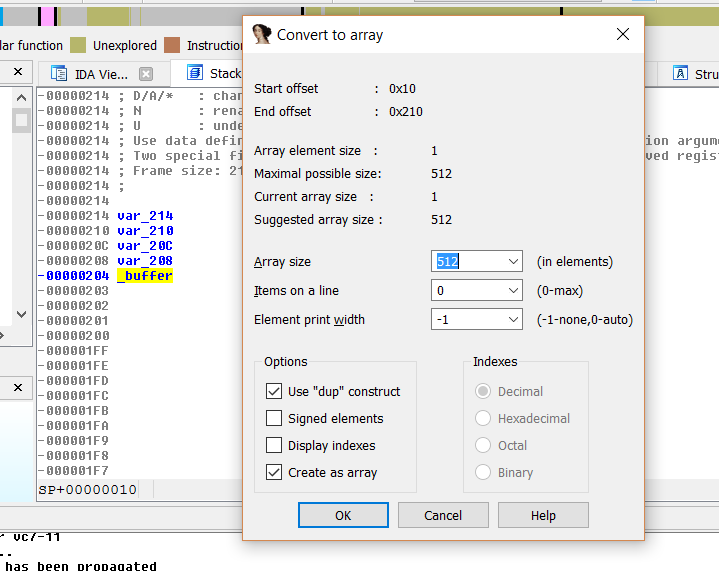 lar function Unexplored Instruction
IDA Vie...
Stack
Stru
-00000214 ; D/A/* : cha
-00000214 ; N : rena
-00000214 ; U : unde
-00000214 ; Use data defin ion argume
-00000214 ; Two special fi ved regist
-00000214 ; Frame size: 21
-00000214 ;
-00000214
-00000214 var_214
-00000210 var_210
-0000020C var_20C
-00000208 var_208
-00000204 _buffer
-00000203
-00000202
-00000201
-00000200
-000001FF
-000001FE
-000001FD
-000001FC
-000001FB
-000001FA
-000001F9
-000001F8
-000001F7
SP+00000010
Convert to array
Start offset : 0x10
End offset : 0x210
Array element size : 1
Maximal possible size: 512
Current array size : 1
Suggested array size : 512
Array size 512 (in elements)
Items on a line 0 (0-max)
Element print width -1 (-1-none,0-auto)
Options
Use "dup" construct
Signed elements
Display indexes
Create as array
Indexes
Decimal
Hexadecimal
Octal
Binary
OK Cancel Help
r vc7-11
..
has been propagated